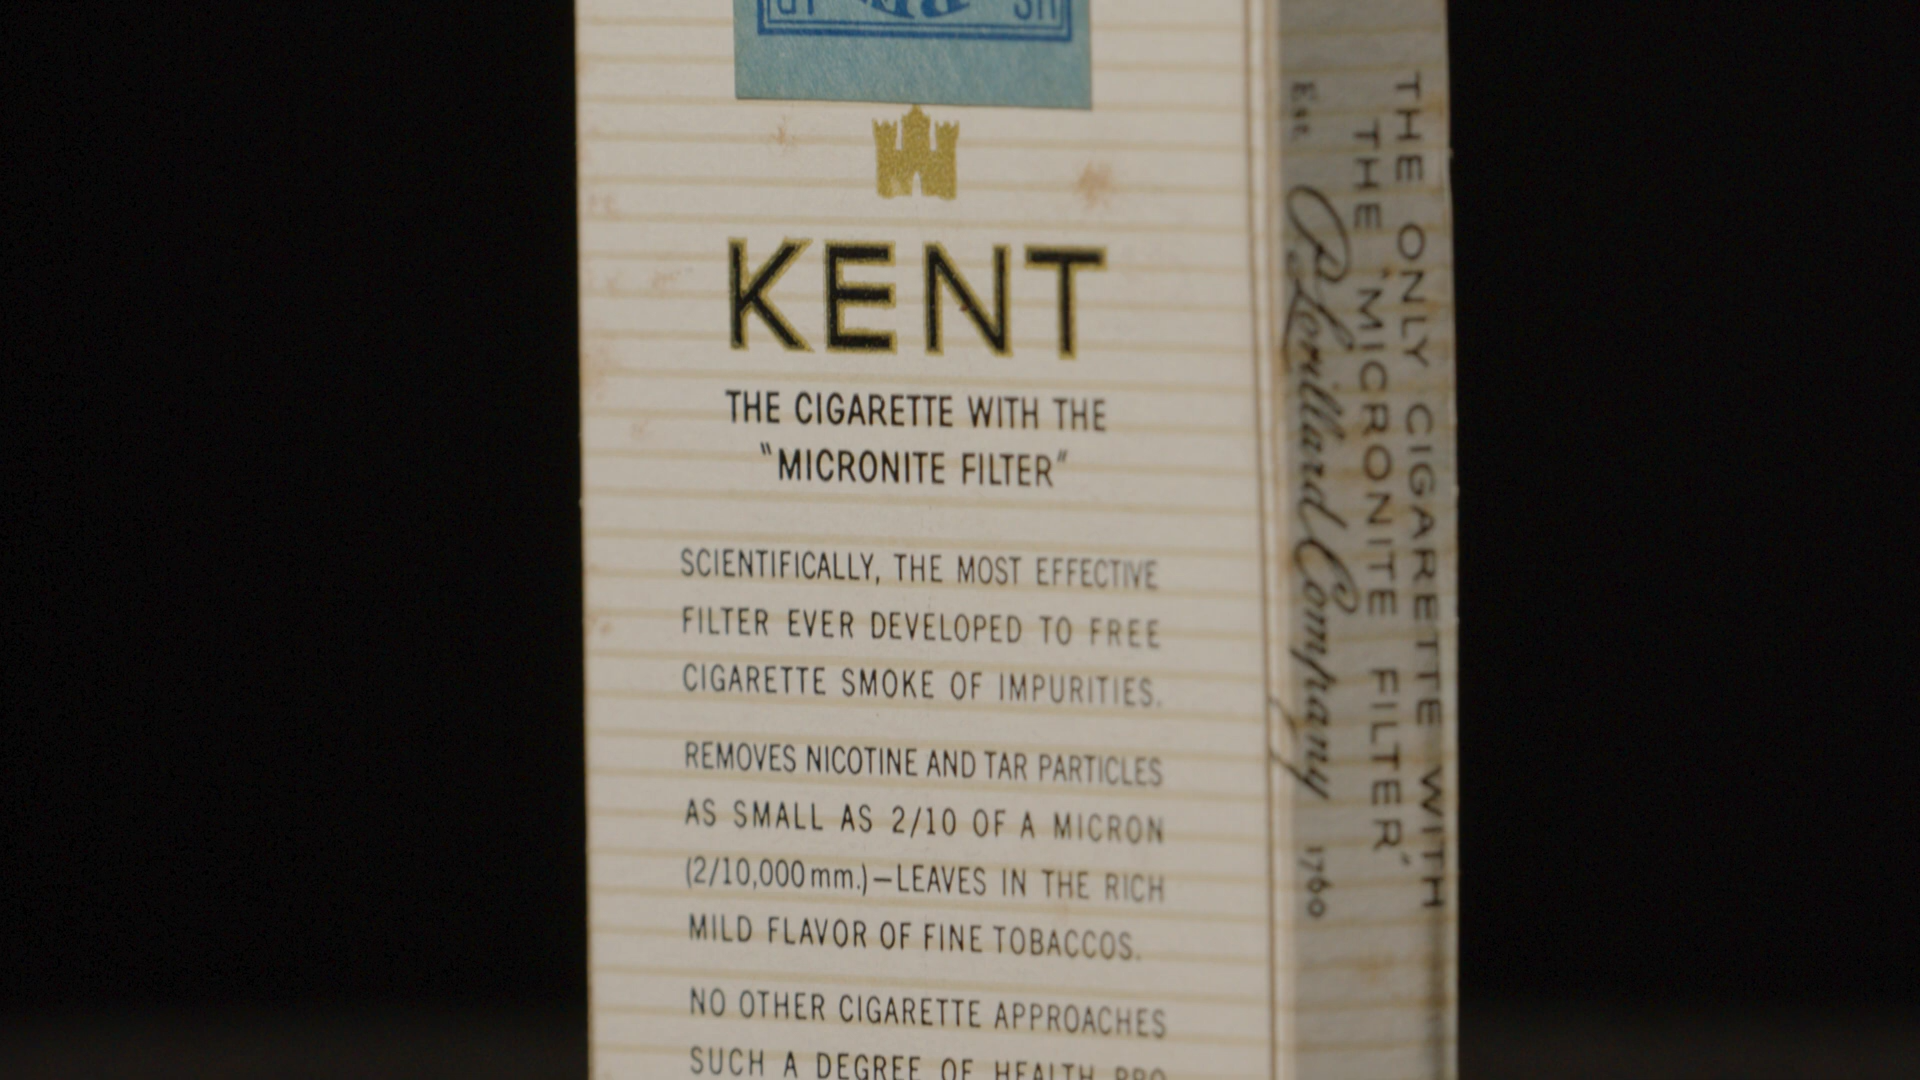 KENT
THE CIGARETTE WITH THE
"MICRONITE FILTER"
SCIENTIFICALLY, THE MOST EFFECTIVE
FILTER EVER DEVELOPED TO FREE
CIGARETTE SMOKE OF IMPURITIES.
REMOVES NICOTINE AND TAR PARTICLES
AS SMALL AS 2/10 OF A MICRON
(2/10,000mm.)—LEAVES IN THE RICH
MILD FLAVOR OF FINE TOBACCOS.
NO OTHER CIGARETTE APPROACHES
SUCH A DEGREE OF HEALTH PRO
THE ONLY CIGARETTE WITH
THE "MICRONITE FILTER"
Est. P. Lorillard Company 1760